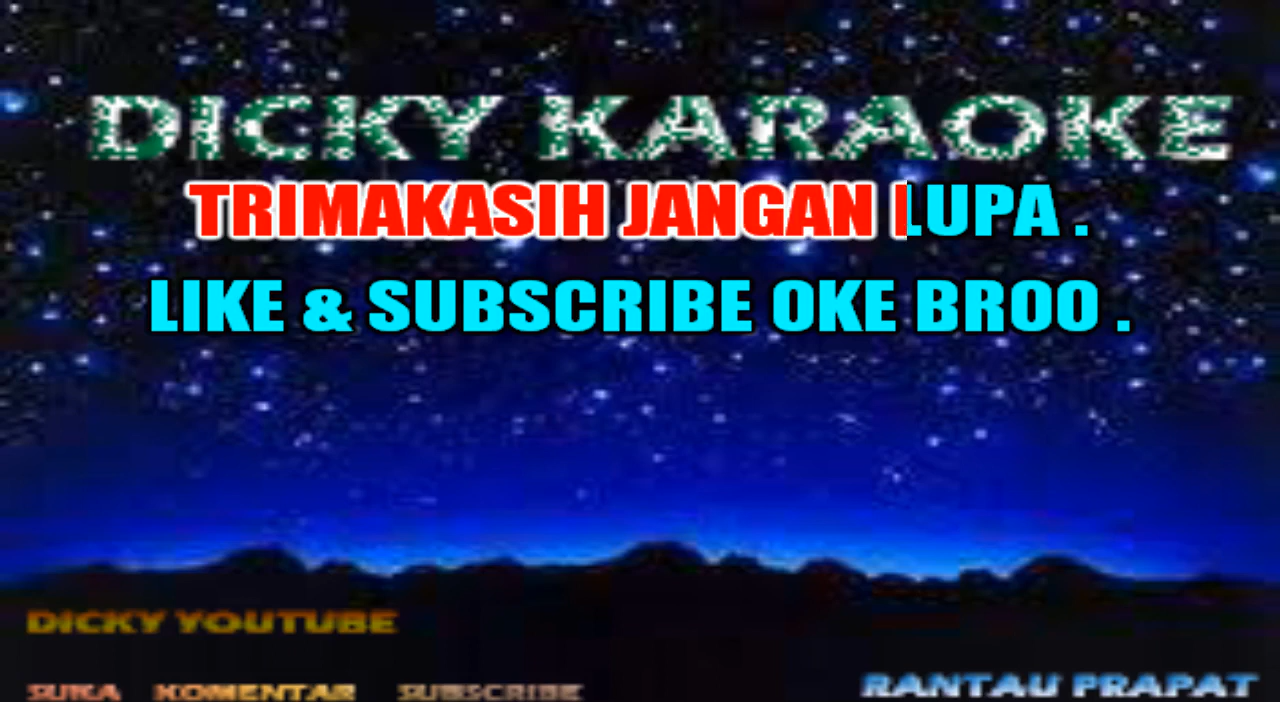 DICKY KARAOKE
TRIMAKASIH JANGAN LUPA .
LIKE & SUBSCRIBE OKE BROO .
DICKY YOUTUBE
SUKA KOMENTAR SUBSCRIBE
RANTAU PRAPAT